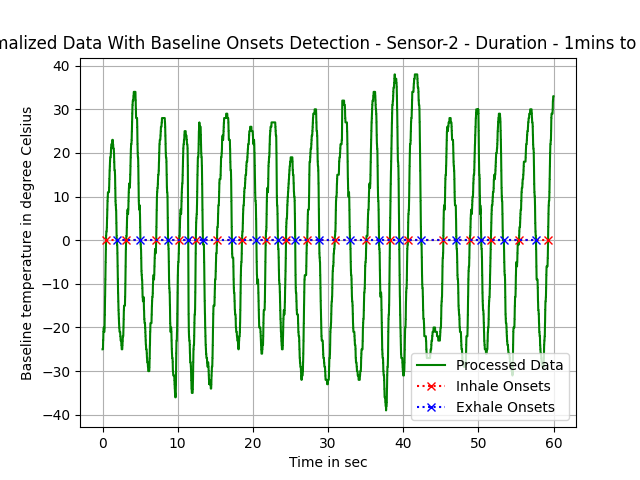 malized Data With Baseline Onsets Detection - Sensor-2 - Duration - 1mins to
Baseline temperature in degree Celsius
40
30
20
10
0
−10
−20
−30
−40
Processed Data
Inhale Onsets
Exhale Onsets
0 10 20 30 40 50 60
Time in sec